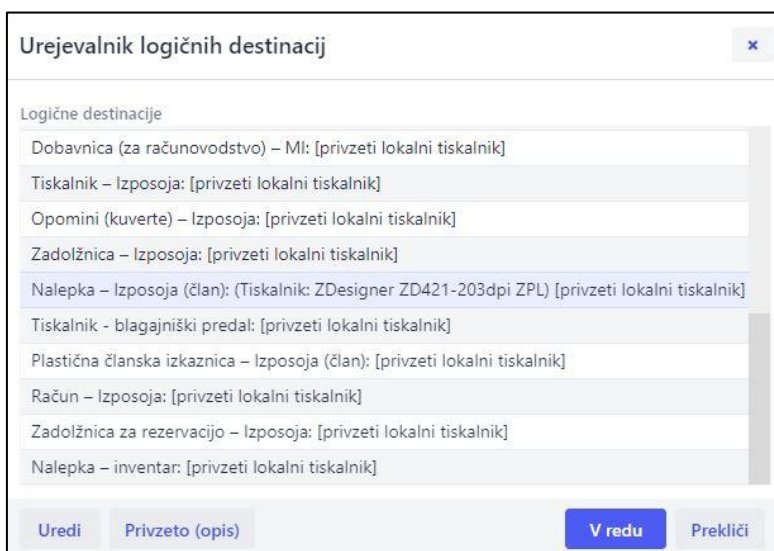 Urejevalnik logičnih destinacij
×
Logične destinacije
Dobavnica (za računovodstvo) – MI: [privzeti lokalni tiskalnik]
Tiskalnik – Izposoja: [privzeti lokalni tiskalnik]
Opomini (kuverte) – Izposoja: [privzeti lokalni tiskalnik]
Zadolžnica – Izposoja: [privzeti lokalni tiskalnik]
Nalepka – Izposoja (član): (Tiskalnik: ZDesigner ZD421-203dpi ZPL) [privzeti lokalni tiskalnik]
Tiskalnik - blagajniški predal: [privzeti lokalni tiskalnik]
Plastična članska izkaznica – Izposoja (član): [privzeti lokalni tiskalnik]
Račun – Izposoja: [privzeti lokalni tiskalnik]
Zadolžnica za rezervacijo – Izposoja: [privzeti lokalni tiskalnik]
Nalepka – inventar: [privzeti lokalni tiskalnik]
Uredi Privzeto (opis) V redu Prekliči